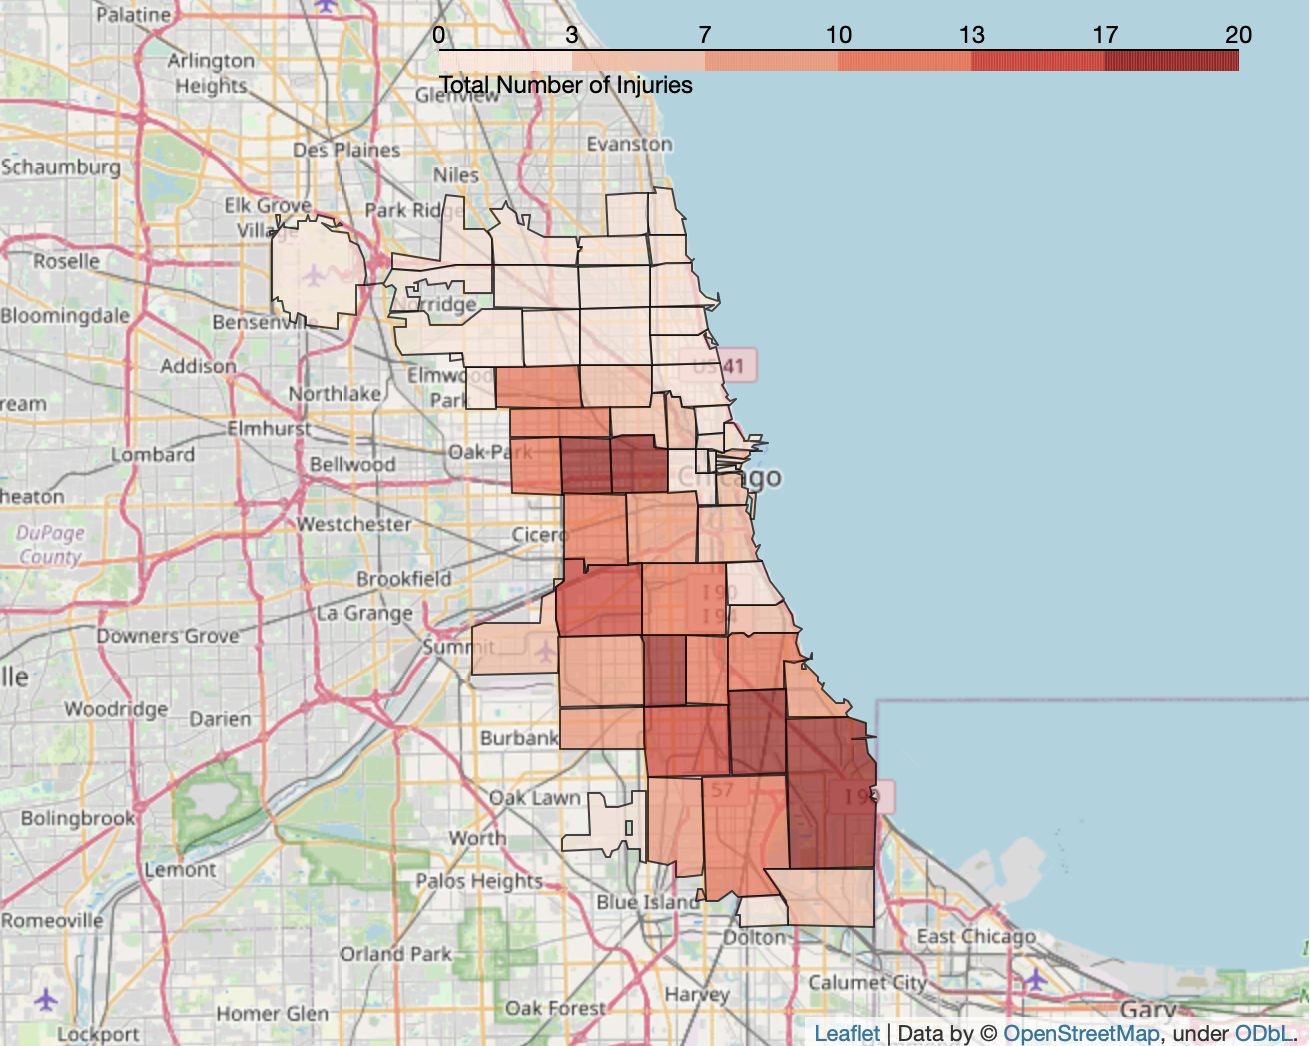 Palatine
0 3 7 10 13 17 20
Total Number of Injuries
Arlington
Heights
Glenview
Evanston
Des Plaines
Schaumburg
Niles
Elk Grove
Village
Park Ridge
Roselle
Norridge
Bloomingdale
Bensenville
US 41
Addison
Elmwood
Park
Northlake
ream
Elmhurst
Lombard
Bellwood
Oak Park
Chicago
heaton
Westchester
DuPage
County
Cicero
Brookfield
I 90
I 94
La Grange
Downers Grove
Summit
lle
Woodridge
Darien
Burbank
57
I 90
Oak Lawn
Bolingbrook
Worth
Lemont
Palos Heights
Blue Island
Romeoville
Dolton
East Chicago
Orland Park
Calumet City
Harvey
Oak Forest
Homer Glen
Gary
Lockport
Leaflet | Data by © OpenStreetMap, under ODbL.